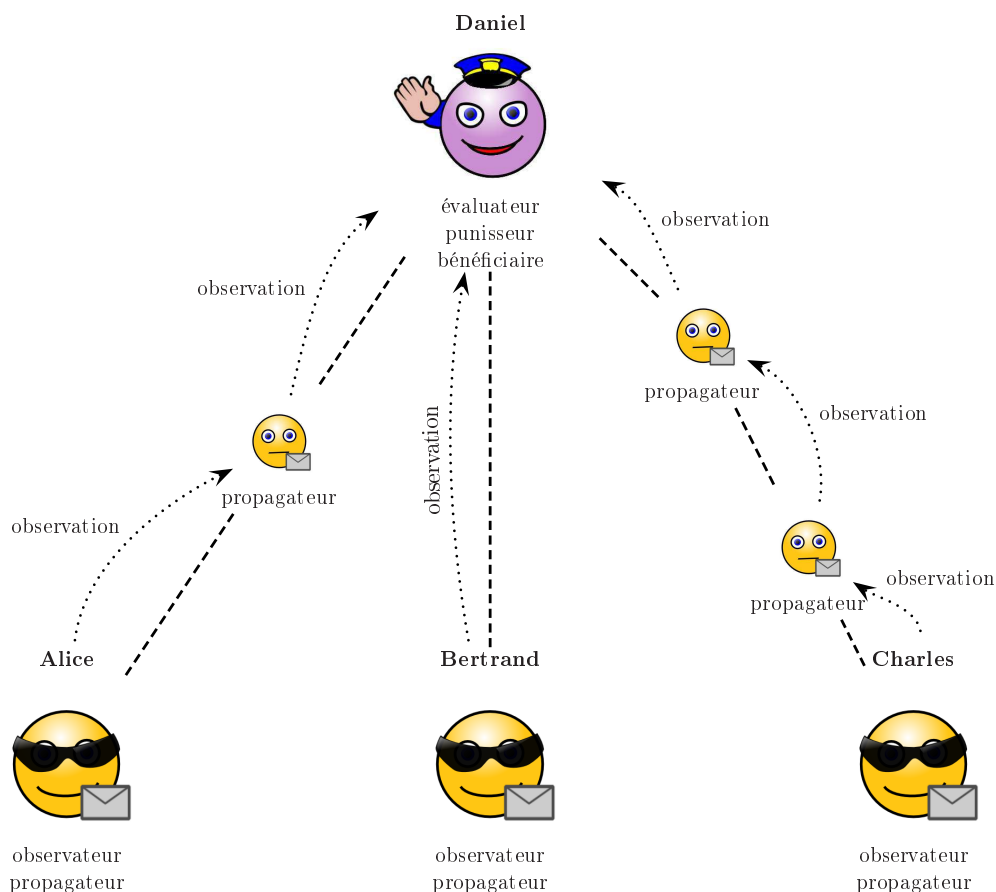 Daniel
évaluateur
punisseur
bénéficiaire
observation
observation
propagateur
observation
observation
propagateur
observation
propagateur
observation
Alice
Bertrand
Charles
observateur
propagateur
observateur
propagateur
observateur
propagateur